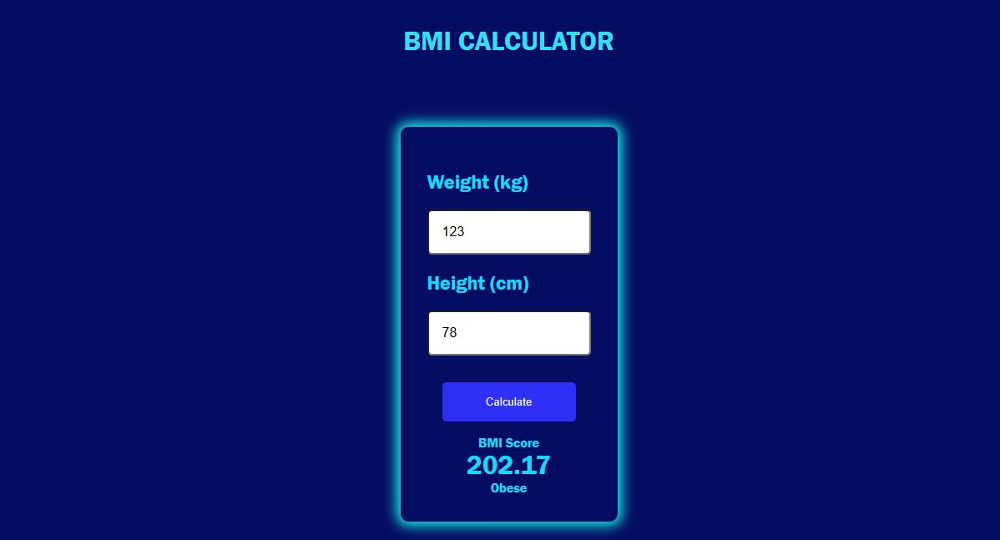 BMI CALCULATOR
Weight (kg)
123
Height (cm)
78
Calculate
BMI Score
202.17
Obese